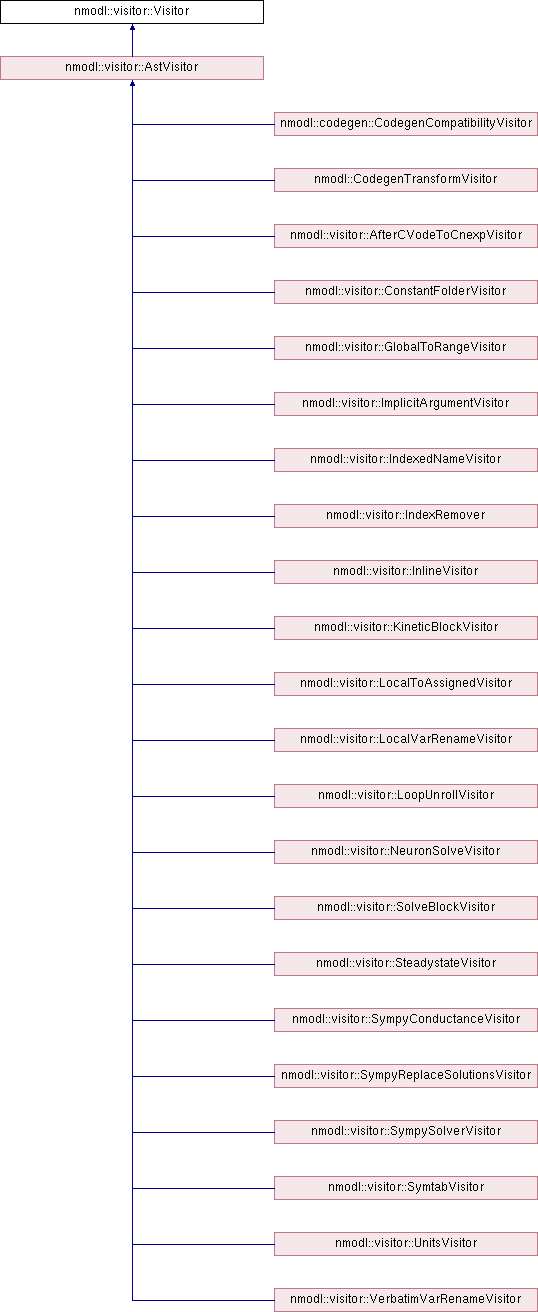 nmodl::visitor::Visitor
nmodl::visitor::AstVisitor
nmodl::codegen::CodegenCompatibilityVisitor
nmodl::CodegenTransformVisitor
nmodl::visitor::AfterCVodeToCnexpVisitor
nmodl::visitor::ConstantFolderVisitor
nmodl::visitor::GlobalToRangeVisitor
nmodl::visitor::ImplicitArgumentVisitor
nmodl::visitor::IndexedNameVisitor
nmodl::visitor::IndexRemover
nmodl::visitor::InlineVisitor
nmodl::visitor::KineticBlockVisitor
nmodl::visitor::LocalToAssignedVisitor
nmodl::visitor::LocalVarRenameVisitor
nmodl::visitor::LoopUnrollVisitor
nmodl::visitor::NeuronSolveVisitor
nmodl::visitor::SolveBlockVisitor
nmodl::visitor::SteadystateVisitor
nmodl::visitor::SympyConductanceVisitor
nmodl::visitor::SympyReplaceSolutionsVisitor
nmodl::visitor::SympySolverVisitor
nmodl::visitor::SymtabVisitor
nmodl::visitor::UnitsVisitor
nmodl::visitor::VerbatimVarRenameVisitor